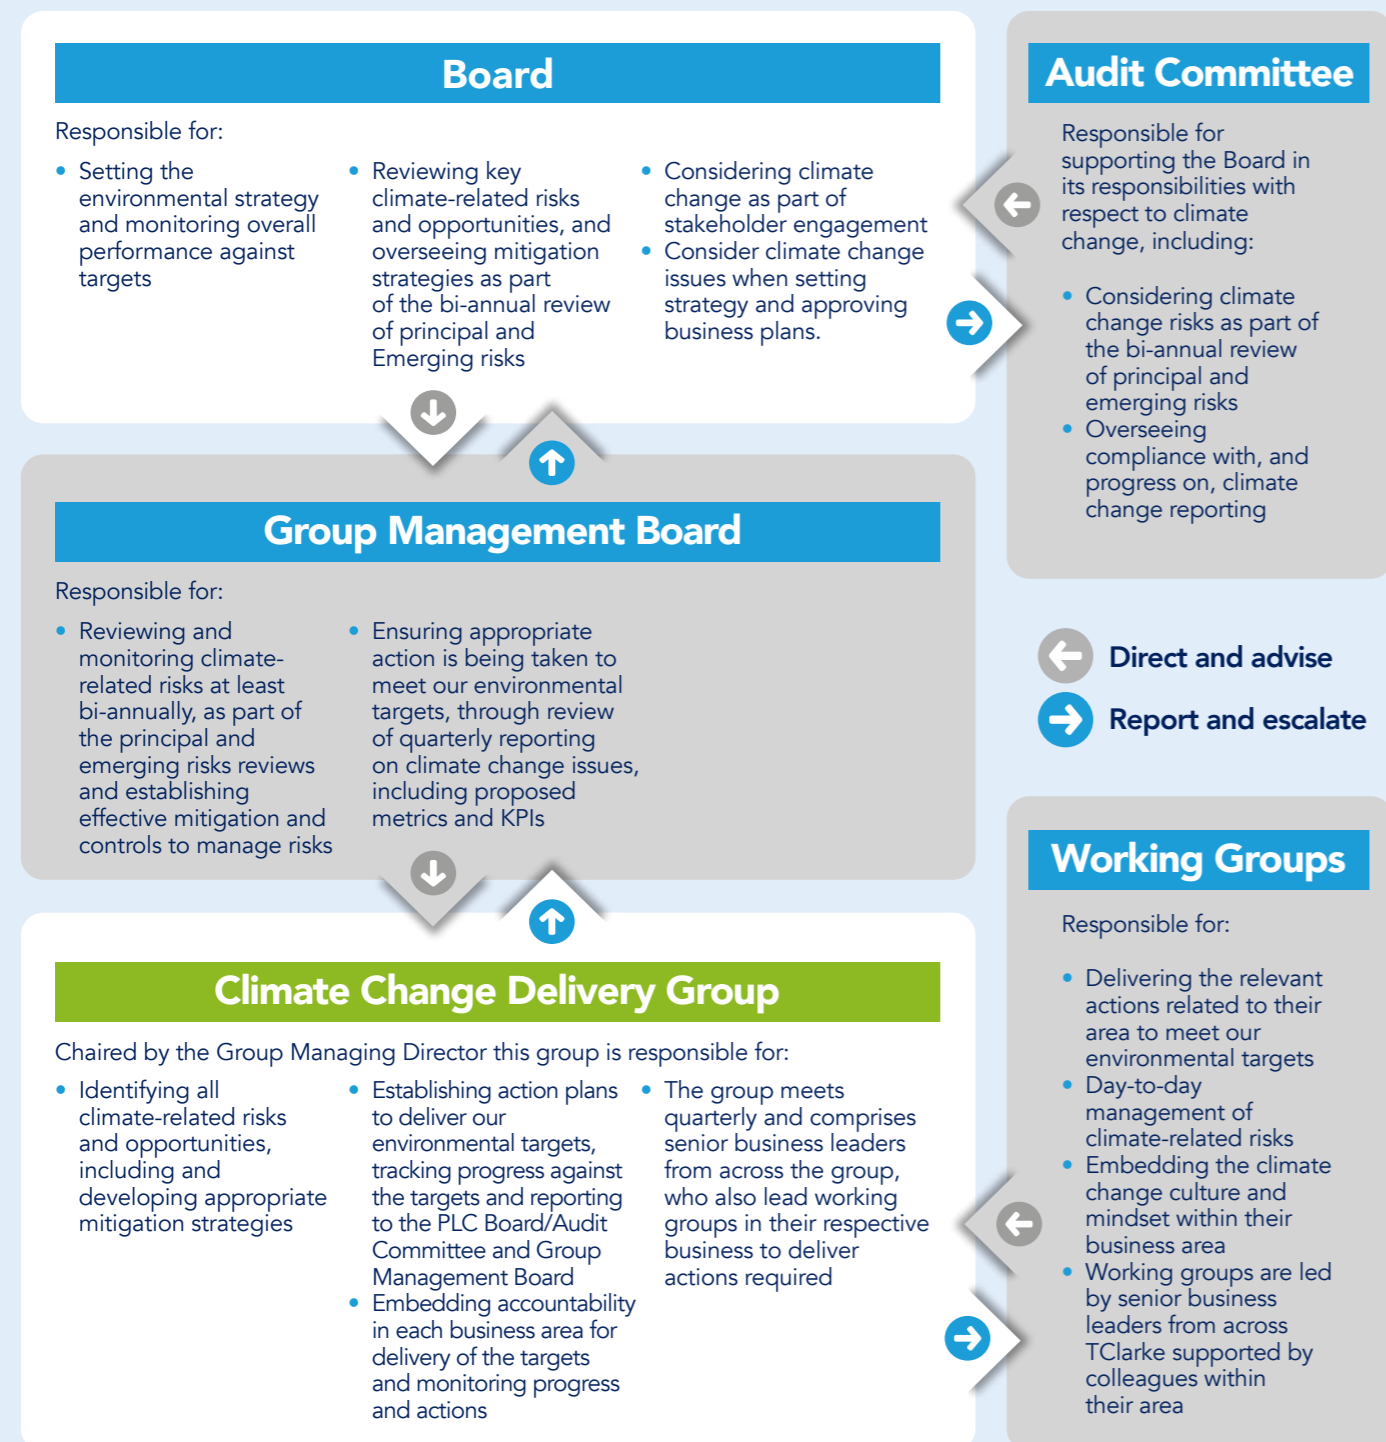 Board
Responsible for:
• Setting the
environmental strategy
and monitoring overall
performance against
targets
• Reviewing key
climate-related risks
and opportunities, and
overseeing mitigation
strategies as part
of the bi-annual review
of principal and
Emerging risks
• Considering climate
change as part of
stakeholder engagement
• Consider climate change
issues when setting
strategy and approving
business plans.
Audit Committee
Responsible for
supporting the Board in
its responsibilities with
respect to climate
change, including:
• Considering climate
change risks as part of
the bi-annual review
of principal and
emerging risks
• Overseeing
compliance with, and
progress on, climate
change reporting
Group Management Board
Responsible for:
• Reviewing and
monitoring climate-
related risks at least
bi-annually, as part of
the principal and
emerging risks reviews
and establishing
effective mitigation and
controls to manage risks
• Ensuring appropriate
action is being taken to
meet our environmental
targets, through review
of quarterly reporting
on climate change issues,
including proposed
metrics and KPIs
Direct and advise
Report and escalate
Climate Change Delivery Group
Chaired by the Group Managing Director this group is responsible for:
• Identifying all
climate-related risks
and opportunities,
including and
developing appropriate
mitigation strategies
• Establishing action plans
to deliver our
environmental targets,
tracking progress against
the targets and reporting
to the PLC Board/Audit
Committee and Group
Management Board
• Embedding accountability
in each business area for
delivery of the targets
and monitoring progress
and actions
• The group meets
quarterly and comprises
senior business leaders
from across the group,
who also lead working
groups in their respective
business to deliver
actions required
Working Groups
Responsible for:
• Delivering the relevant
actions related to their
area to meet our
environmental targets
• Day-to-day
management of
climate-related risks
• Embedding the climate
change culture and
mindset within their
business area
• Working groups are led
by senior business
leaders from across
TClarke supported by
colleagues within
their area